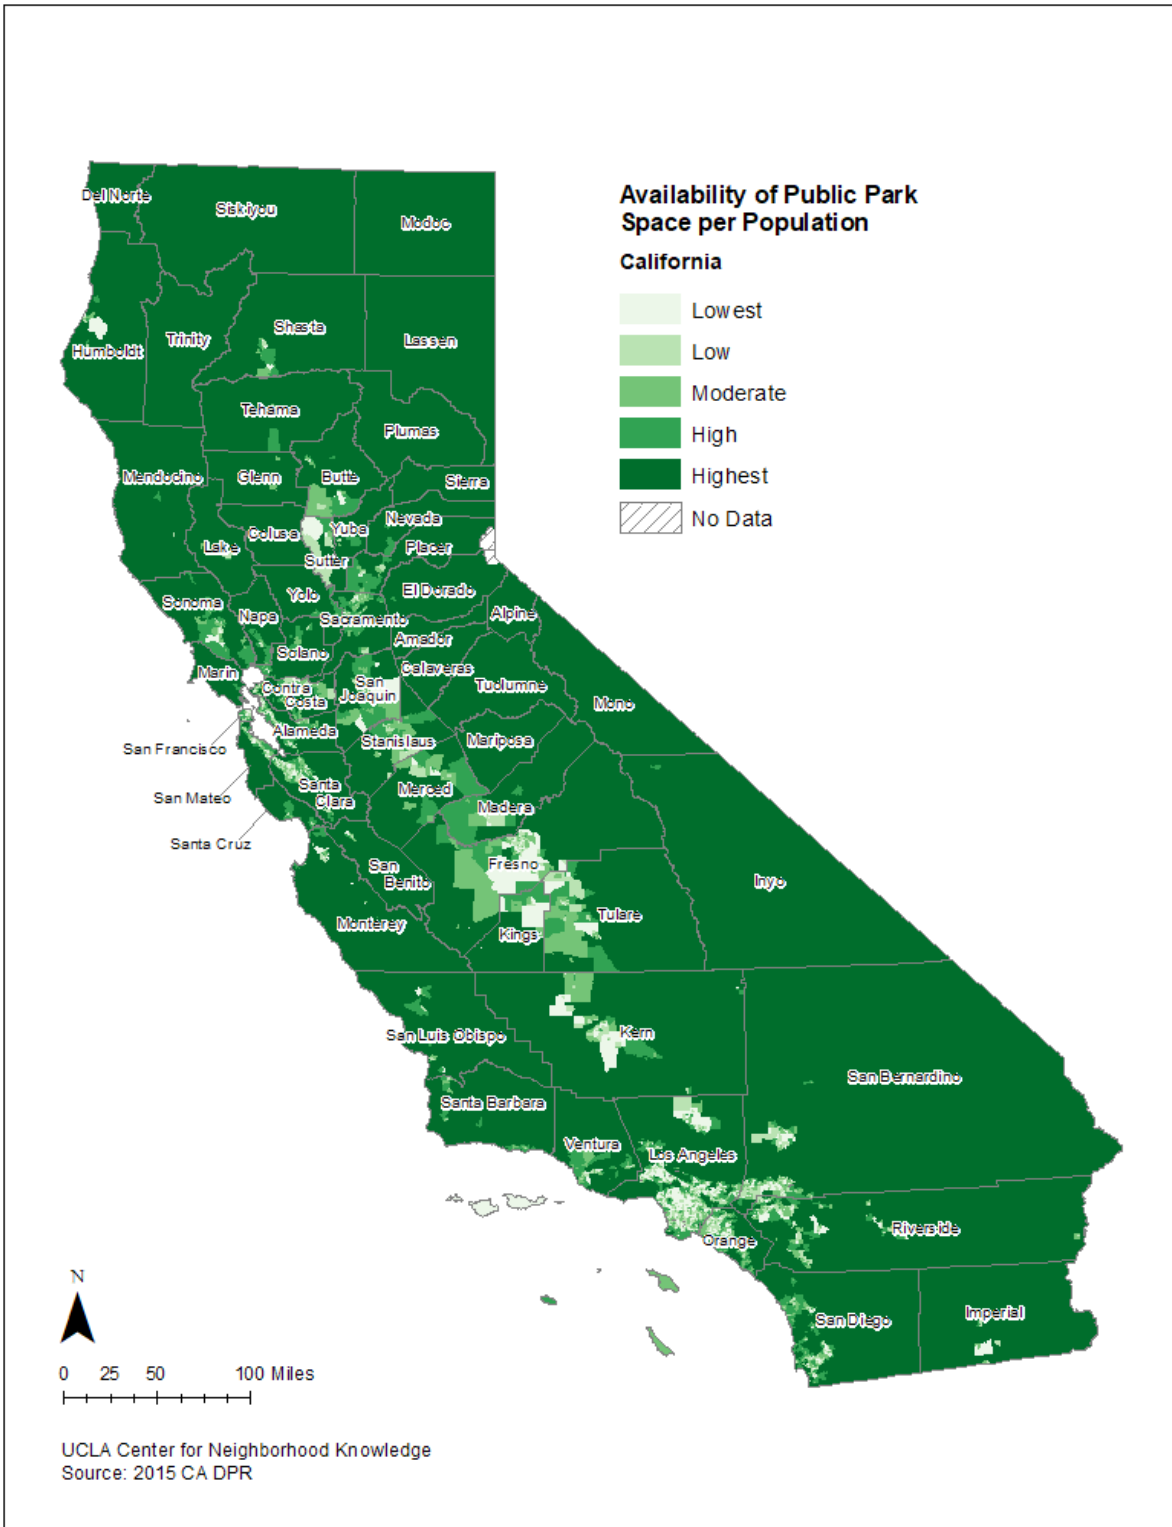 Availability of Public Park
Space per Population
California
Lowest
Low
Moderate
High
Highest
No Data
Del Norte
Siskiyou
Modoc
Humboldt
Trinity
Shasta
Lassen
Tehama
Plumas
Mendocino
Glenn
Butte
Sierra
Colusa
Yuba
Nevada
Lake
Sutter
Placer
Sonoma
Napa
Yolo
Sacramento
El Dorado
Alpine
Amador
Solano
Calaveras
Marin
Contra
Costa
San
Joaquin
Tuolumne
Mono
Alameda
San Francisco
Stanislaus
Mariposa
San Mateo
Santa
Clara
Merced
Madera
Santa Cruz
San
Benito
Fresno
Inyo
Monterey
Kings
Tulare
San Luis Obispo
Kern
San Bernardino
Santa Barbara
Ventura
Los Angeles
Orange
Riverside
San Diego
Imperial
N
0 25 50 100 Miles
UCLA Center for Neighborhood Knowledge
Source: 2015 CA DPR